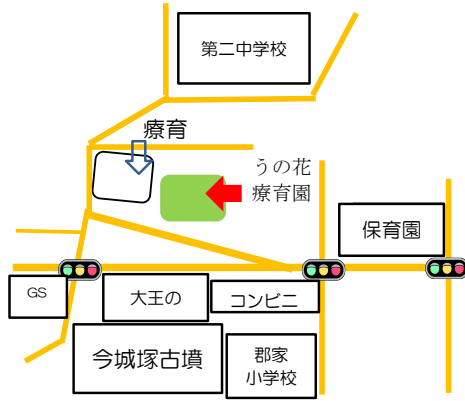 第二中学校
療育
うの花
療育園
保育園
GS
大王の
コンビニ
今城塚古墳
郡家
小学校